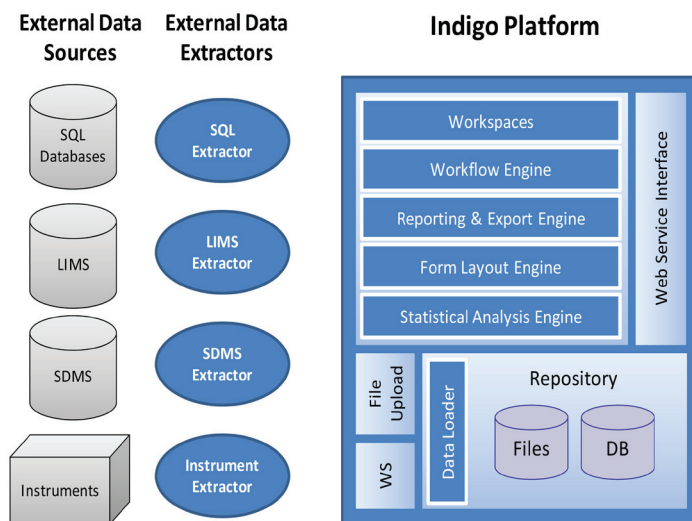 External Data
Sources
External Data
Extractors
Indigo Platform
SQL
Databases
SQL
Extractor
LIMS
LIMS
Extractor
SDMS
SDMS
Extractor
Instruments
Instrument
Extractor
Workspaces
Workflow Engine
Reporting & Export Engine
Form Layout Engine
Statistical Analysis Engine
Web Service Interface
File
Upload
WS
Data Loader
Repository
Files
DB